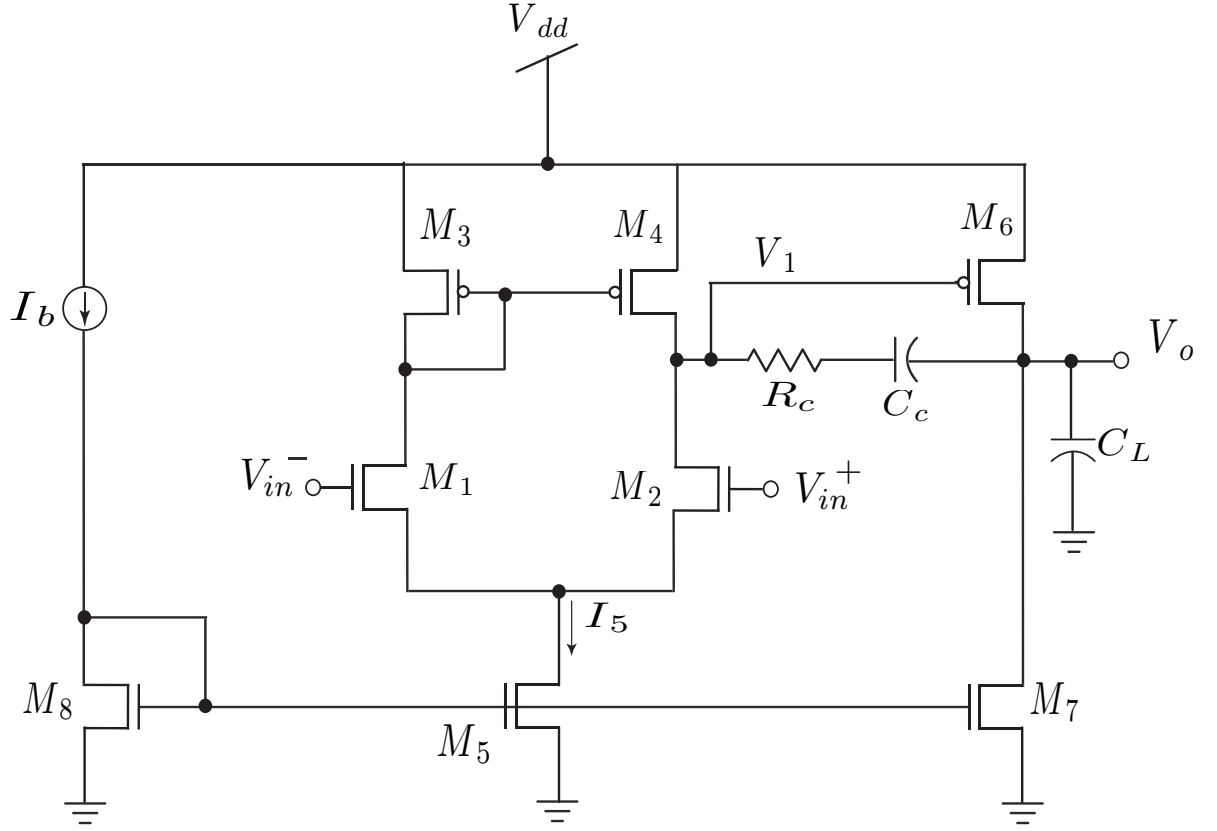 V_dd
M_3
M_4
M_6
V_1
I_b
V_o
R_c
C_c
C_L
V_in^-
M_1
M_2
V_in^+
I_5
M_8
M_5
M_7